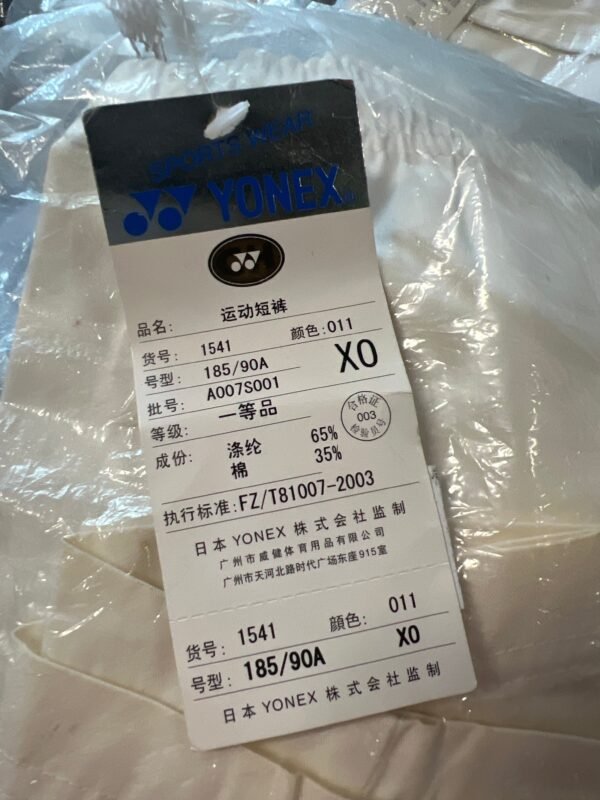 SPORTS WEAR
YONEX
品名: 运动短裤
货号: 1541 颜色:011
号型: 185/90A XO
批号: A007S001
等级: 一等品
合格证
003
检验员号
成份: 涤纶 65%
棉 35%
执行标准:FZ/T81007-2003
日本 YONEX 株式会社监制
广州市威健体育用品有限公司
广州市天河北路时代广场东座915室
货号: 1541 顔色: 011
号型: 185/90A XO
日本 YONEX 株式会社监制